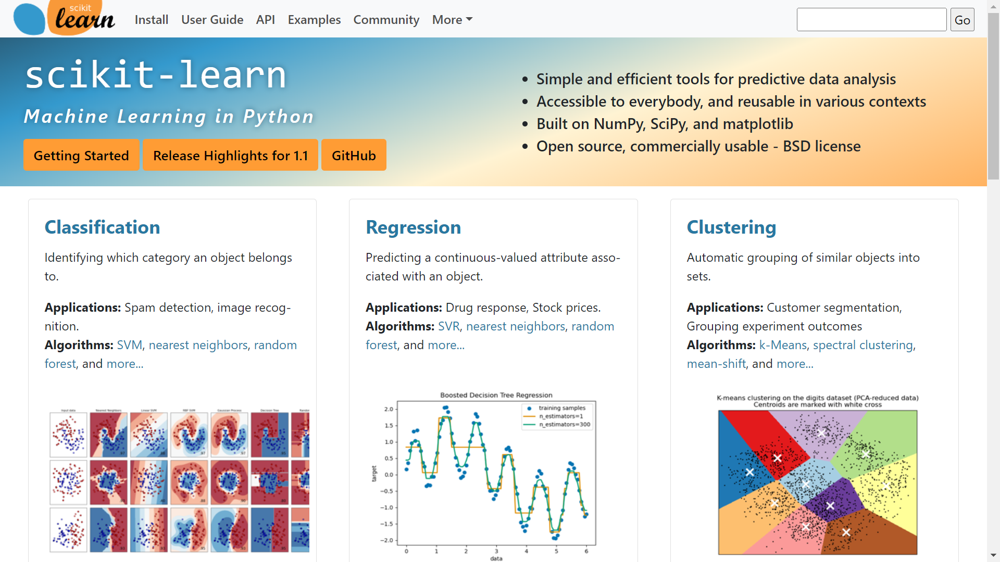 scikit
learn
Install User Guide API Examples Community More
Go
scikit-learn
Machine Learning in Python
Getting Started Release Highlights for 1.1 GitHub
Simple and efficient tools for predictive data analysis
Accessible to everybody, and reusable in various contexts
Built on NumPy, SciPy, and matplotlib
Open source, commercially usable - BSD license
Classification
Identifying which category an object belongs
to.
Applications: Spam detection, image recog-
nition.
Algorithms: SVM, nearest neighbors, random
forest, and more...
Input data Nearest Neighbors Linear SVM RBF SVM Gaussian Process Decision Tree
Regression
Predicting a continuous-valued attribute asso-
ciated with an object.
Applications: Drug response, Stock prices.
Algorithms: SVR, nearest neighbors, random
forest, and more...
Boosted Decision Tree Regression
training samples
n_estimators=1
n_estimators=300
2.0
1.5
1.0
0.5
0.0
−0.5
−1.0
−1.5
−2.0
target
0 1 2 3 4 5 6
data
Clustering
Automatic grouping of similar objects into
sets.
Applications: Customer segmentation,
Grouping experiment outcomes
Algorithms: k-Means, spectral clustering,
mean-shift, and more...
K-means clustering on the digits dataset (PCA-reduced data)
Centroids are marked with white cross